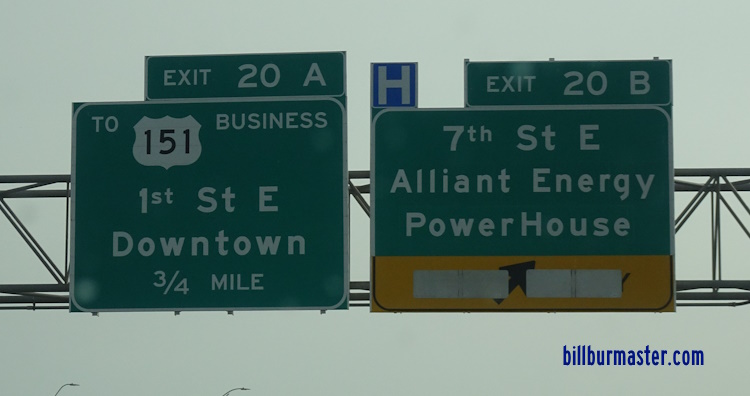 EXIT 20 A
TO 151 BUSINESS
1st St E
Downtown
3/4 MILE
H
EXIT 20 B
7th St E
Alliant Energy
PowerHouse
billburmaster.com